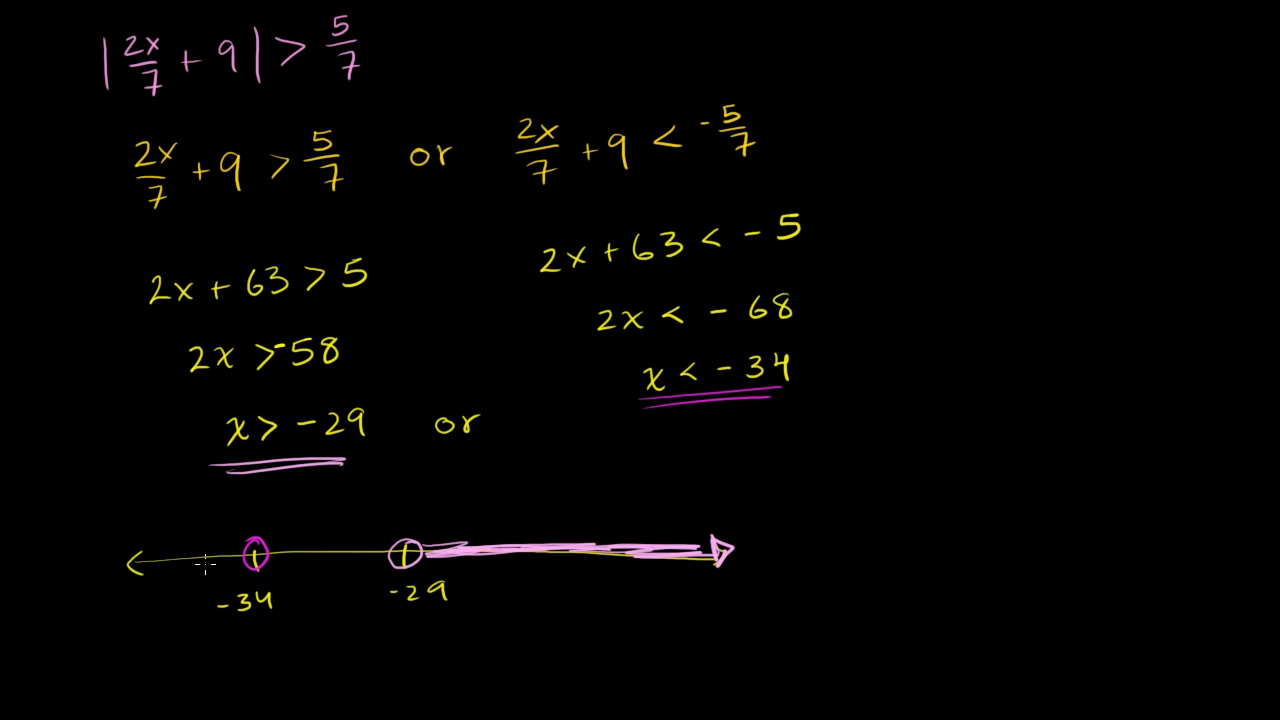 |2x/7 + 9| > 5/7
2x/7 + 9 > 5/7 or 2x/7 + 9 < -5/7
2x + 63 > 5
2x + 63 < - 5
2x > -58
2x < - 68
x < - 34
x > - 29 or
-34 -29